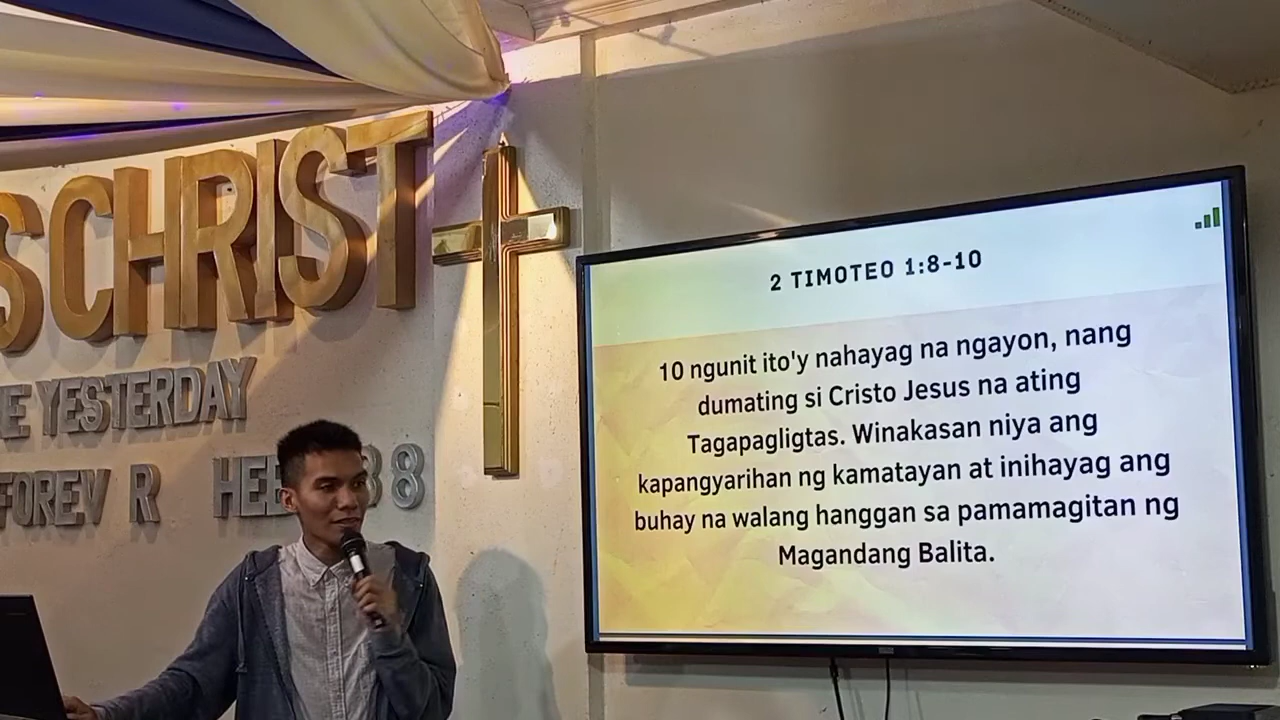 SCHRIST
E YESTERDAY
FOREV R HEB 38
2 TIMOTEO 1:8-10
10 ngunit ito'y nahayag na ngayon, nang
dumating si Cristo Jesus na ating
Tagapagligtas. Winakasan niya ang
kapangyarihan ng kamatayan at inihayag ang
buhay na walang hanggan sa pamamagitan ng
Magandang Balita.